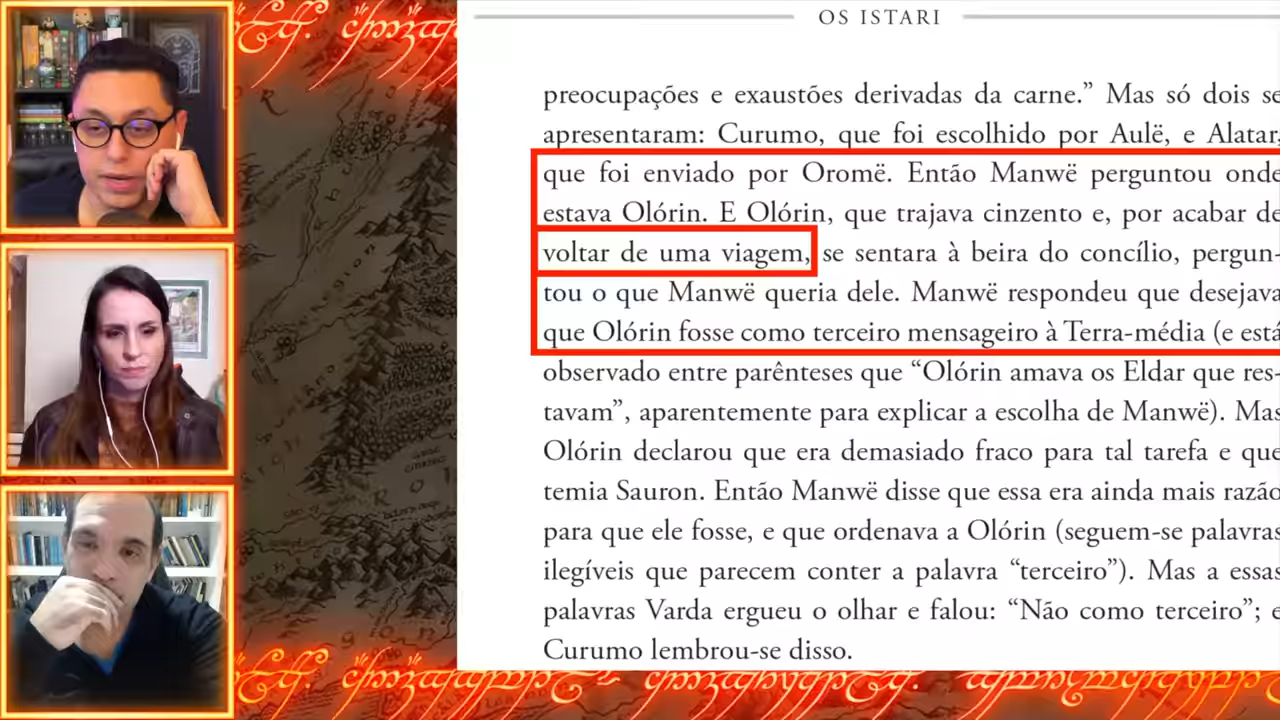 OS ISTARI
preocupações e exaustões derivadas da carne.” Mas só dois se
apresentaram: Curumo, que foi escolhido por Aulë, e Alatar,
que foi enviado por Oromë. Então Manwë perguntou onde
estava Olórin. E Olórin, que trajava cinzento e, por acabar de
voltar de uma viagem, se sentara à beira do concílio, pergun-
tou o que Manwë queria dele. Manwë respondeu que desejava
que Olórin fosse como terceiro mensageiro à Terra-média (e está
observado entre parênteses que “Olórin amava os Eldar que res-
tavam”, aparentemente para explicar a escolha de Manwë). Mas
Olórin declarou que era demasiado fraco para tal tarefa e que
temia Sauron. Então Manwë disse que essa era ainda mais razão
para que ele fosse, e que ordenava a Olórin (seguem-se palavras
ilegíveis que parecem conter a palavra “terceiro”). Mas a essas
palavras Varda ergueu o olhar e falou: “Não como terceiro”; e
Curumo lembrou-se disso.